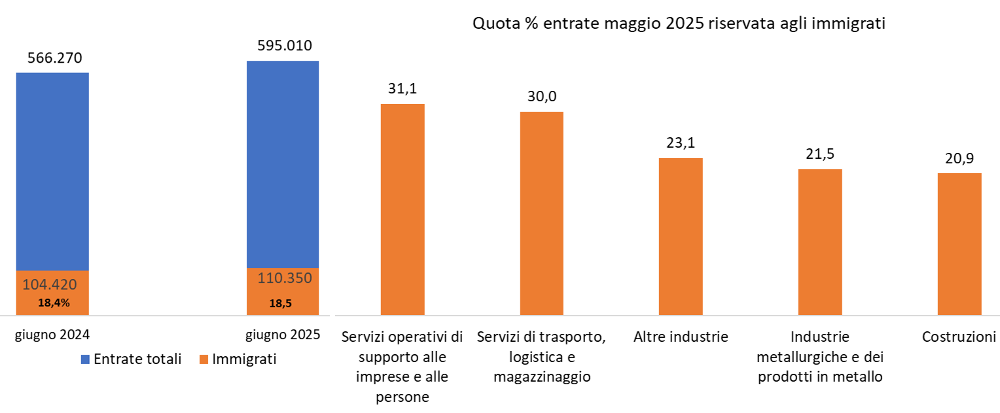 566.270
595.010
104.420
18,4%
110.350
18,5
giugno 2024
giugno 2025
Entrate totali
Immigrati
Quota % entrate maggio 2025 riservata agli immigrati
31,1
30,0
23,1
21,5
20,9
Servizi operativi di
supporto alle
imprese e alle
persone
Servizi di trasporto,
logistica e
magazzinaggio
Altre industrie
Industrie
metallurgiche e dei
prodotti in metallo
Costruzioni